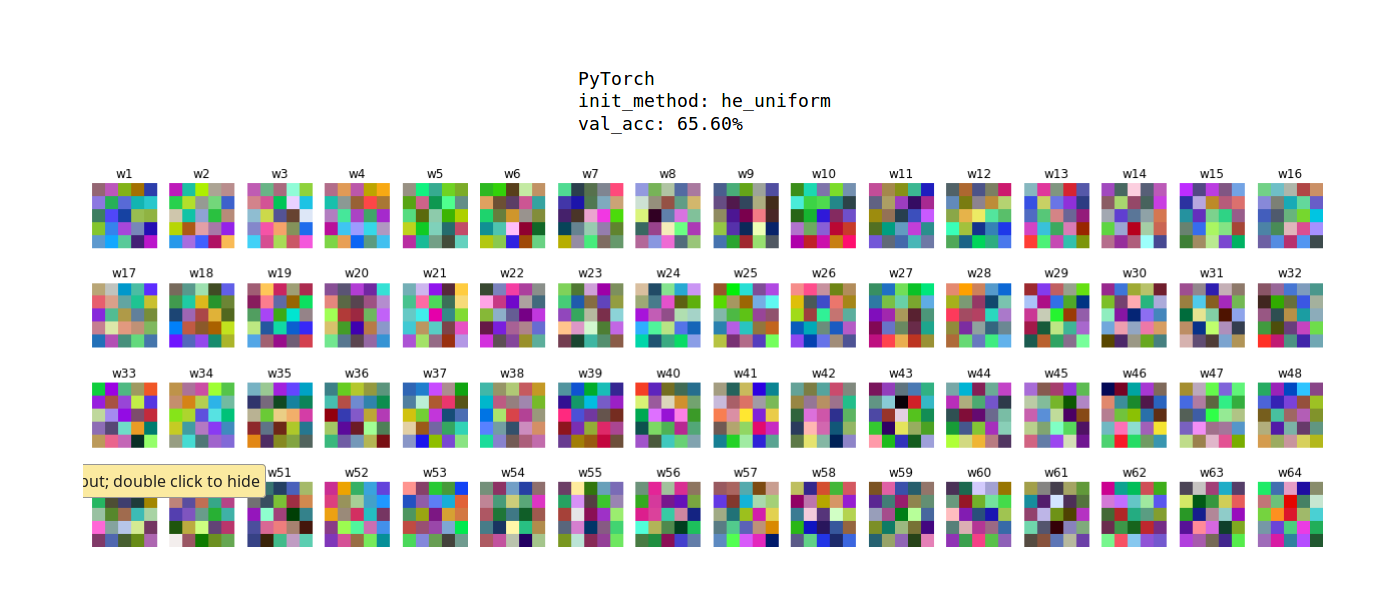 PyTorch
init_method: he_uniform
val_acc: 65.60%
w1 w2 w3 w4 w5 w6 w7 w8 w9 w10 w11 w12 w13 w14 w15 w16
w17 w18 w19 w20 w21 w22 w23 w24 w25 w26 w27 w28 w29 w30 w31 w32
w33 w34 w35 w36 w37 w38 w39 w40 w41 w42 w43 w44 w45 w46 w47 w48
w51 w52 w53 w54 w55 w56 w57 w58 w59 w60 w61 w62 w63 w64
; double click to hide